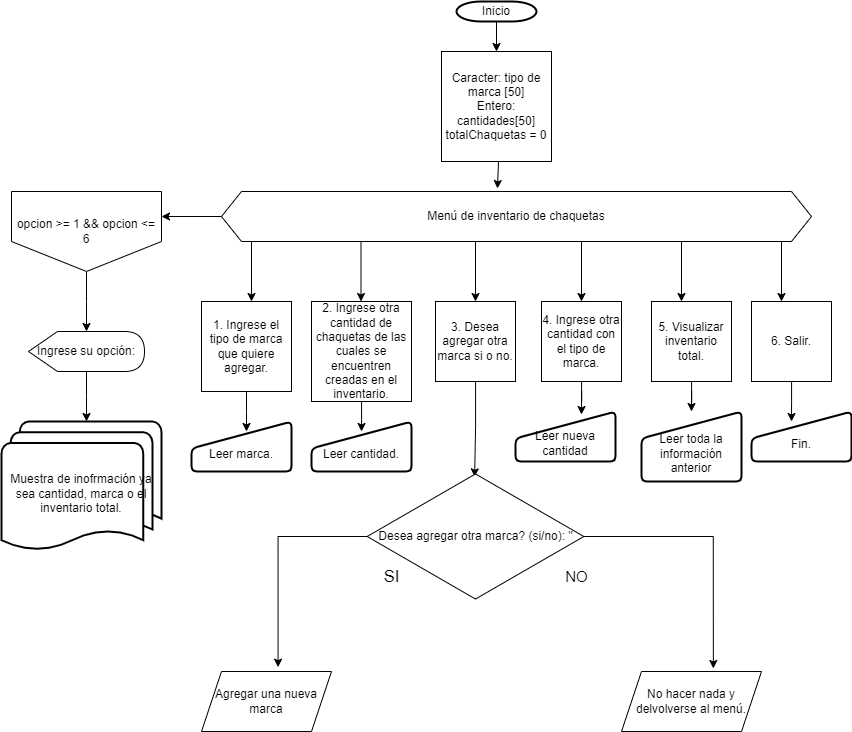 Inicio
Caracter: tipo de
marca [50]
Entero:
cantidades[50]
totalChaquetas = 0
Menú de inventario de chaquetas
opcion >= 1 && opcion <=
6
Ingrese su opción:
Muestra de inofrmación ya
sea cantidad, marca o el
inventario total.
1. Ingrese el
tipo de marca
que quiere
agregar.
Leer marca.
2. Ingrese otra
cantidad de
chaquetas de las
cuales se
encuentren
creadas en el
inventario.
Leer cantidad.
3. Desea
agregar otra
marca si o no.
4. Ingrese otra
cantidad con
el tipo de
marca.
Leer nueva
cantidad
5. Visualizar
inventario
total.
Leer toda la
información
anterior
6. Salir.
Fin.
Desea agregar otra marca? (si/no): "
SI
NO
Agregar una nueva
marca
No hacer nada y
delvolverse al menú.